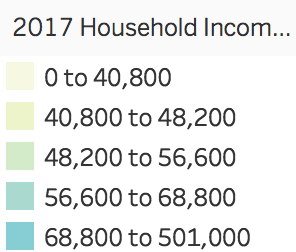 2017 Household Incom...
0 to 40,800
40,800 to 48,200
48,200 to 56,600
56,600 to 68,800
68,800 to 501,000